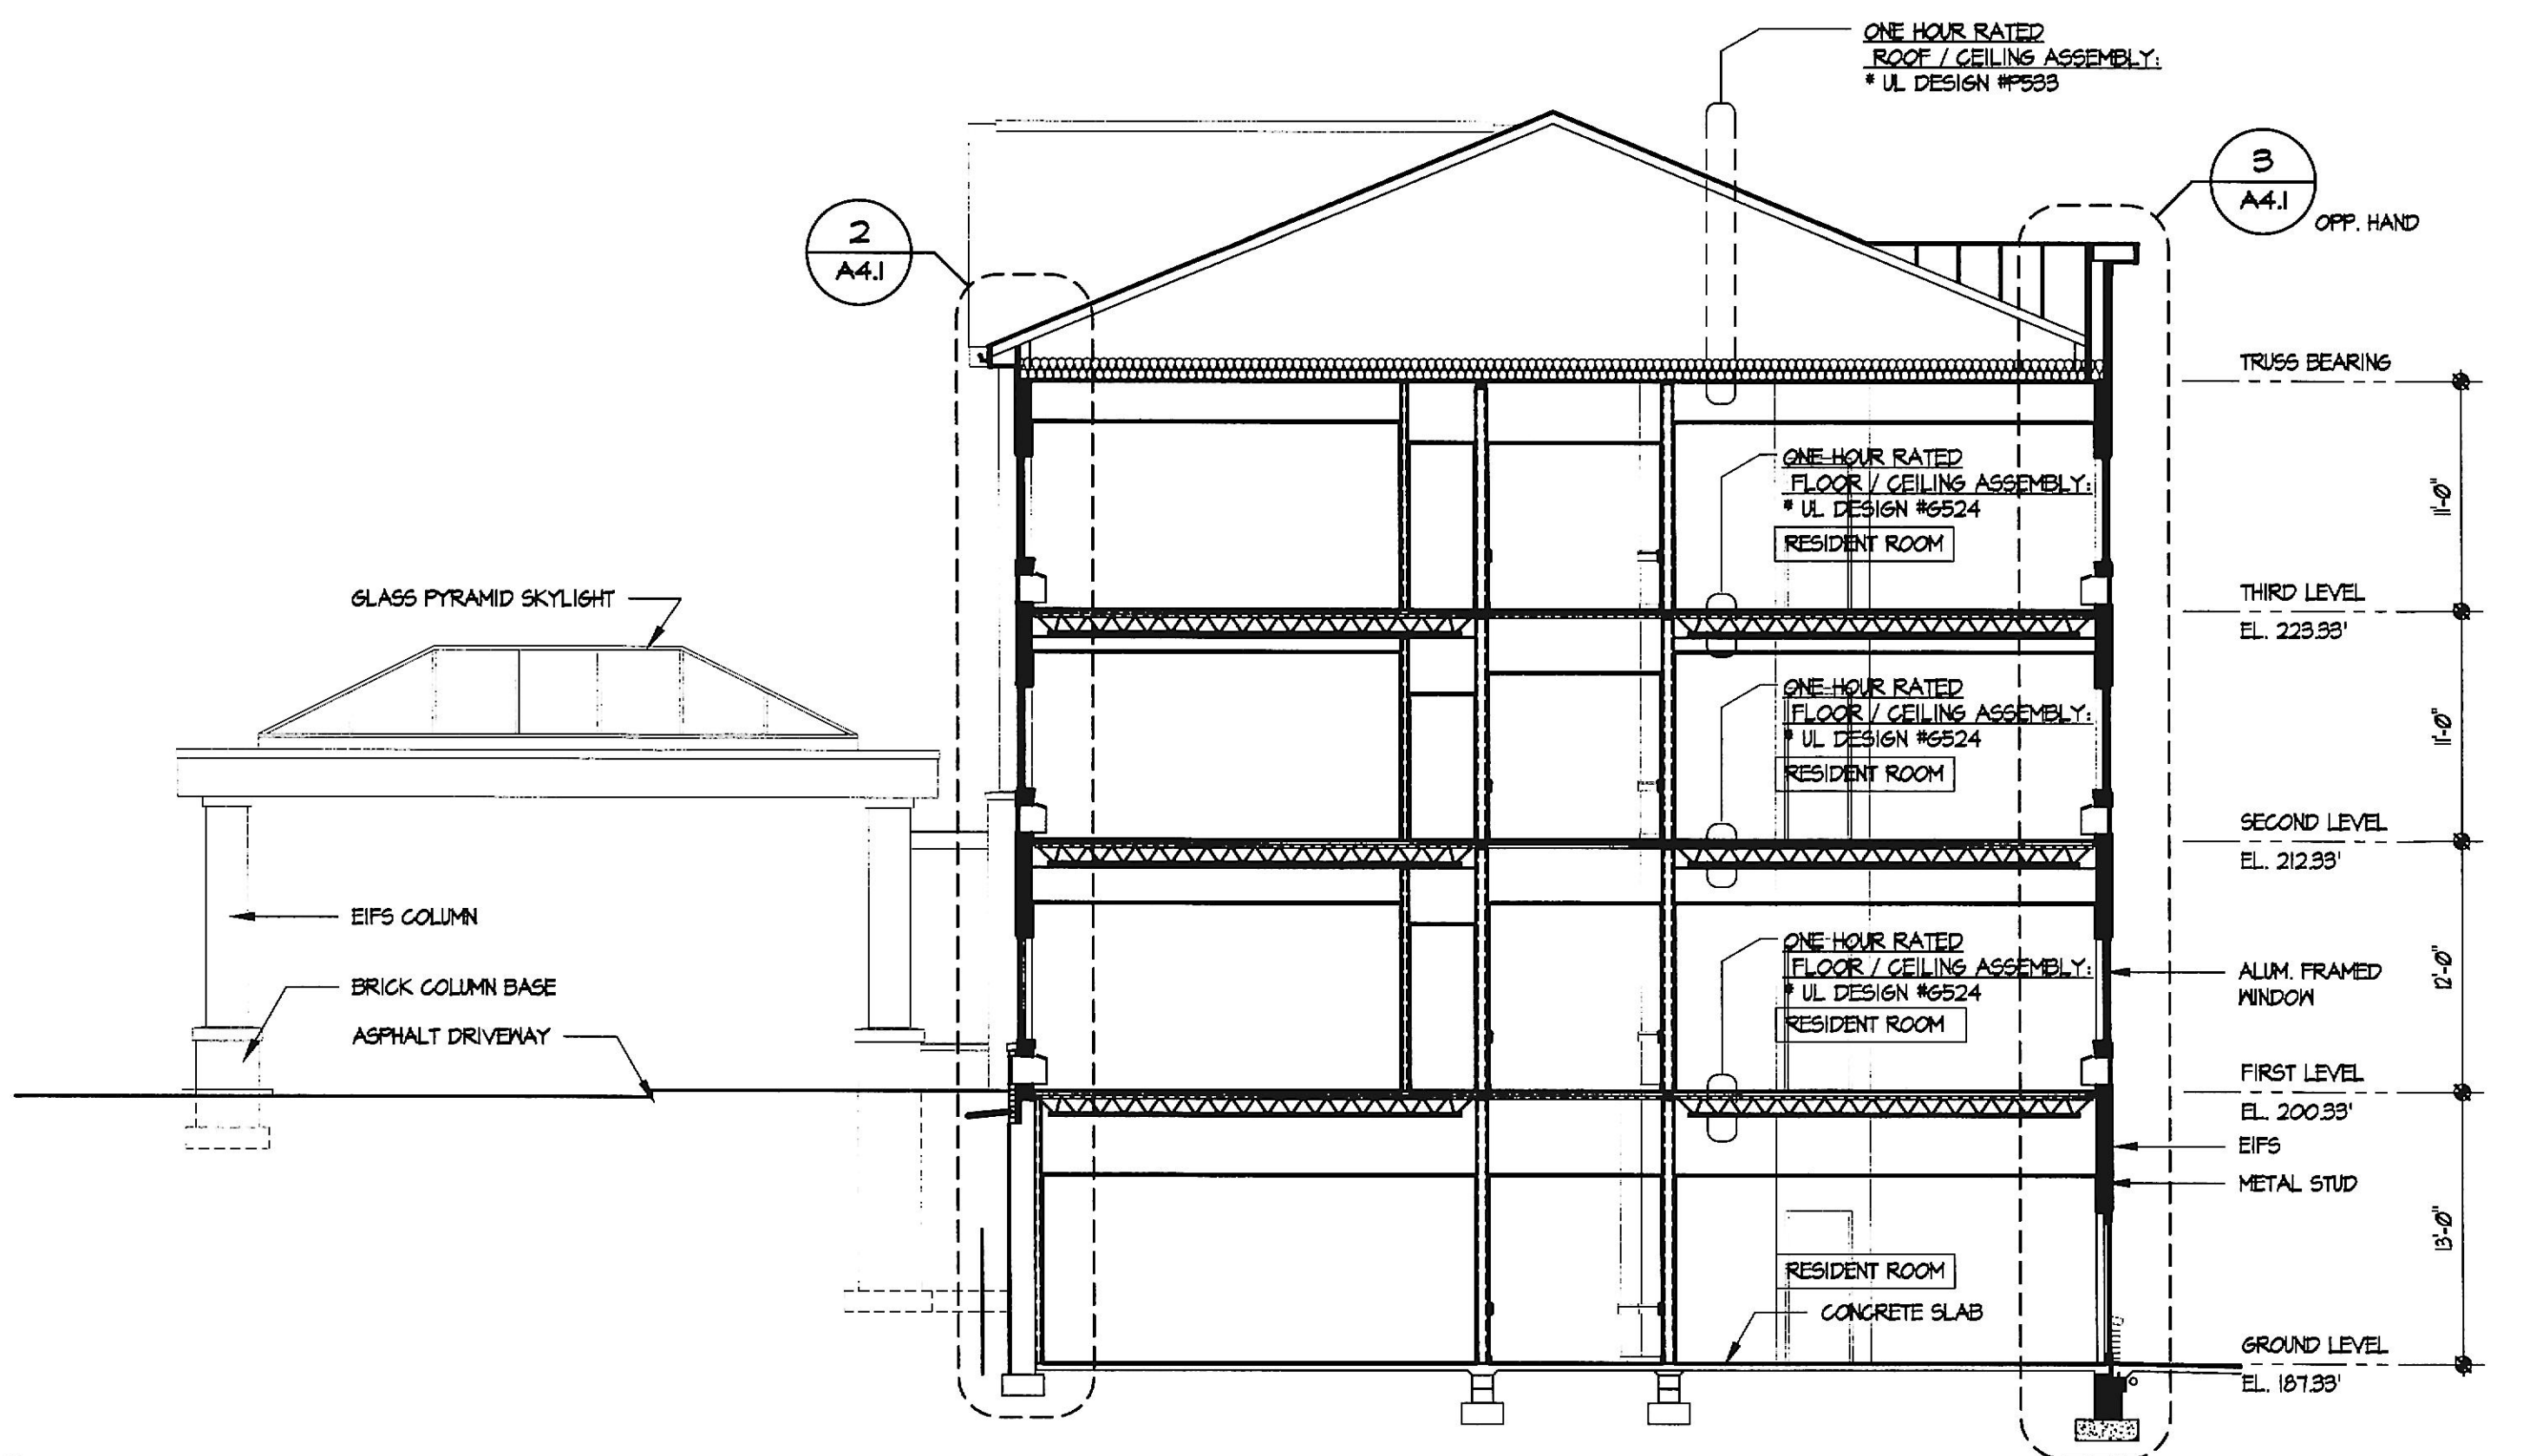 ONE HOUR RATED
ROOF / CEILING ASSEMBLY:
* UL DESIGN #P533
3
A4.1
OPP. HAND
2
A4.1
TRUSS BEARING
ONE HOUR RATED
FLOOR / CEILING ASSEMBLY:
* UL DESIGN #G524
RESIDENT ROOM
11'-0"
GLASS PYRAMID SKYLIGHT
THIRD LEVEL
EL. 223.33'
ONE HOUR RATED
FLOOR / CEILING ASSEMBLY:
* UL DESIGN #G524
RESIDENT ROOM
11'-0"
SECOND LEVEL
EL. 212.33'
EIFS COLUMN
BRICK COLUMN BASE
ASPHALT DRIVEWAY
ONE HOUR RATED
FLOOR / CEILING ASSEMBLY:
* UL DESIGN #G524
RESIDENT ROOM
ALUM. FRAMED
WINDOW
12'-0"
FIRST LEVEL
EL. 200.33'
EIFS
METAL STUD
13'-0"
RESIDENT ROOM
CONCRETE SLAB
GROUND LEVEL
EL. 187.33'